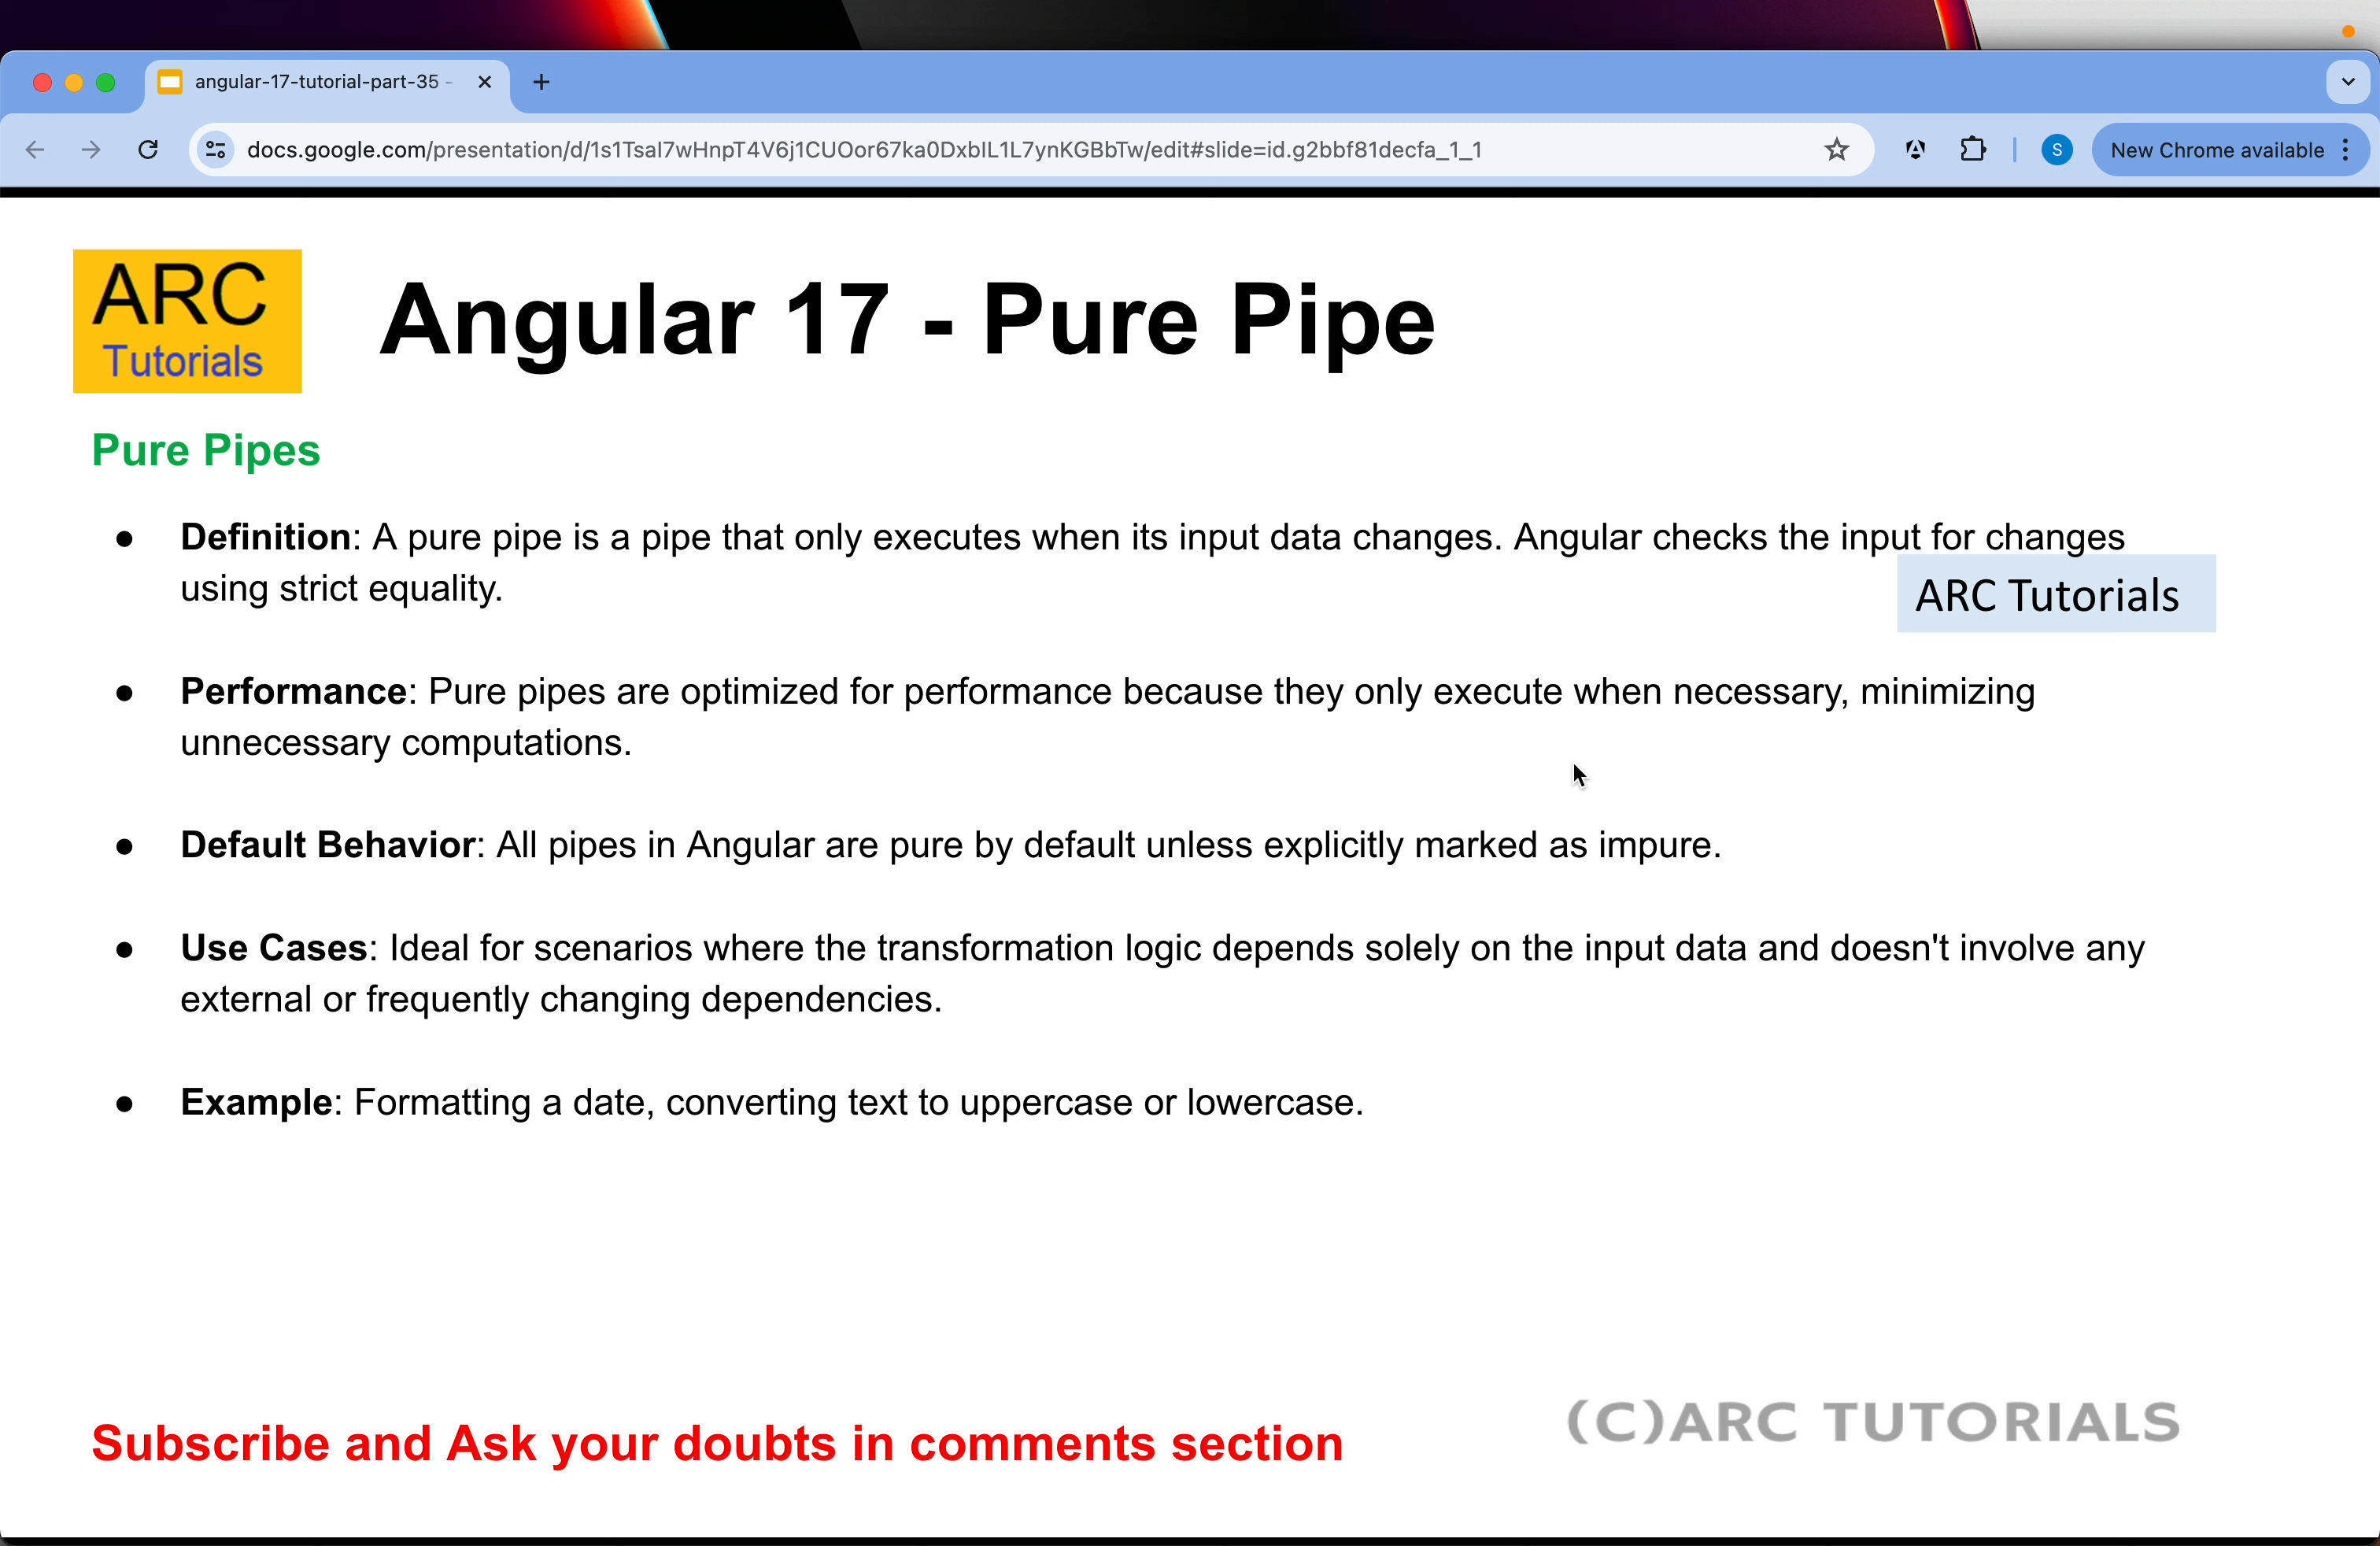 angular-17-tutorial-part-35 -
docs.google.com/presentation/d/1s1Tsal7wHnpT4V6j1CUOor67ka0DxbIL1L7ynKGBbTw/edit#slide=id.g2bbf81decfa_1_1
S
New Chrome available
ARC
Tutorials
Angular 17 - Pure Pipe
Pure Pipes
● Definition: A pure pipe is a pipe that only executes when its input data changes. Angular checks the input for changes
using strict equality.
ARC Tutorials
● Performance: Pure pipes are optimized for performance because they only execute when necessary, minimizing
unnecessary computations.
● Default Behavior: All pipes in Angular are pure by default unless explicitly marked as impure.
● Use Cases: Ideal for scenarios where the transformation logic depends solely on the input data and doesn't involve any
external or frequently changing dependencies.
● Example: Formatting a date, converting text to uppercase or lowercase.
Subscribe and Ask your doubts in comments section
(C)ARC TUTORIALS